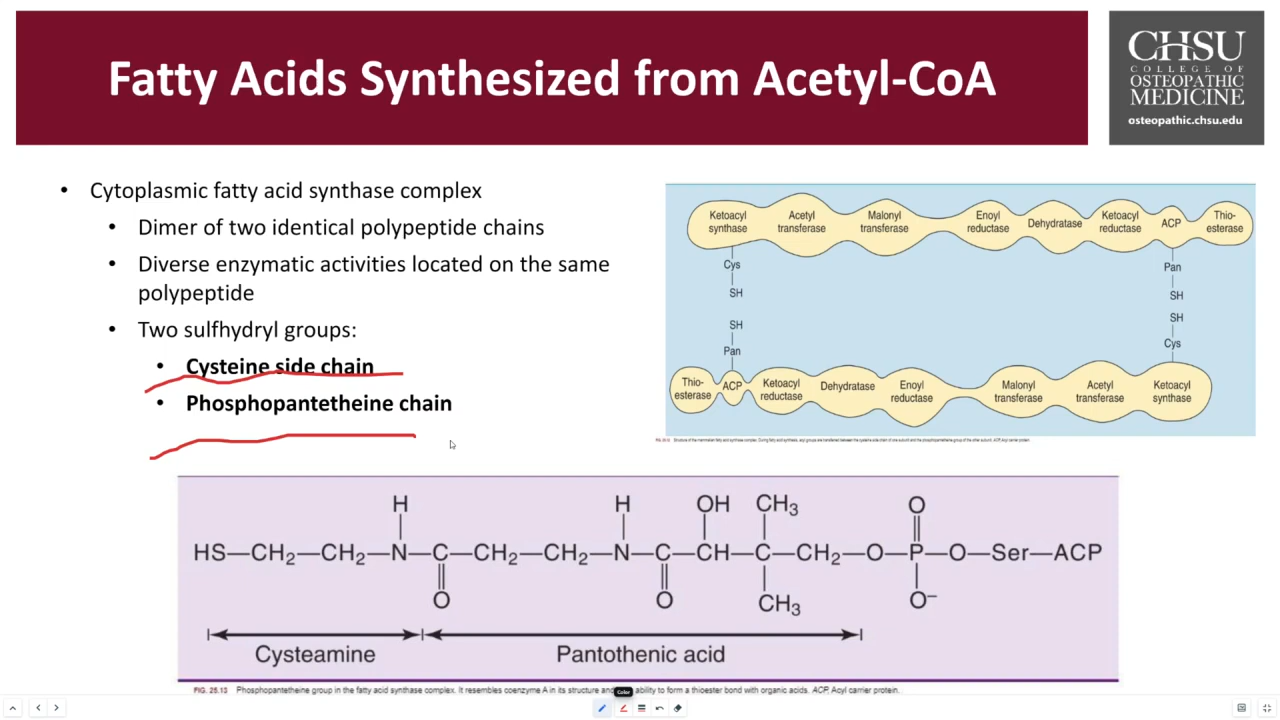 Fatty Acids Synthesized from Acetyl-CoA
CHSU
COLLEGE OF
OSTEOPATHIC
MEDICINE
osteopathic.chsu.edu
• Cytoplasmic fatty acid synthase complex
• Dimer of two identical polypeptide chains
• Diverse enzymatic activities located on the same
polypeptide
• Two sulfhydryl groups:
• Cysteine side chain
• Phosphopantetheine chain
Ketoacyl synthase Acetyl transferase Malonyl transferase Enoyl reductase Dehydratase Ketoacyl reductase ACP Thio-esterase
Cys Pan
SH SH
SH SH
Pan Cys
Thio-esterase ACP Ketoacyl reductase Dehydratase Enoyl reductase Malonyl transferase Acetyl transferase Ketoacyl synthase
H H OH CH₃ O
HS—CH₂—CH₂—N—C—CH₂—CH₂—N—C—CH—C—CH₂—O—P—O—Ser—ACP
O O CH₃ O⁻
Cysteamine Pantothenic acid
FIG. 25.13 Phosphopantetheine group in the fatty acid synthase complex. It resembles coenzyme A in its structure and ability to form a thioester bond with organic acids. ACP, Acyl carrier protein.
Color